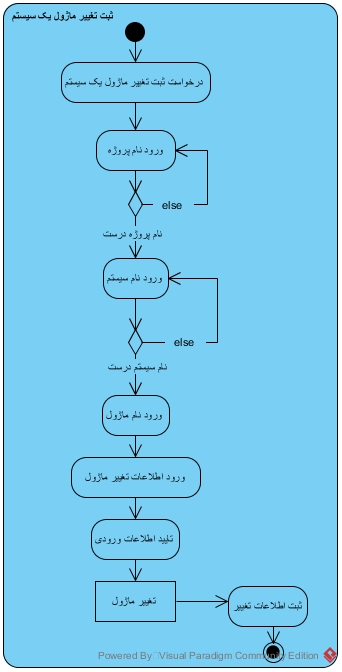 ثبت تغییر ماژول یک سیستم
درخواست ثبت تغییر ماژول یک سیستم
ورود نام پروژه
else
نام پروژه درست
ورود نام سیستم
else
نام سیستم درست
ورود نام ماژول
ورود اطلاعات تغییر ماژول
تایید اطلاعات ورودی
تغییر ماژول
ثبت اطلاعات تغییر
Powered By Visual Paradigm Community Edition